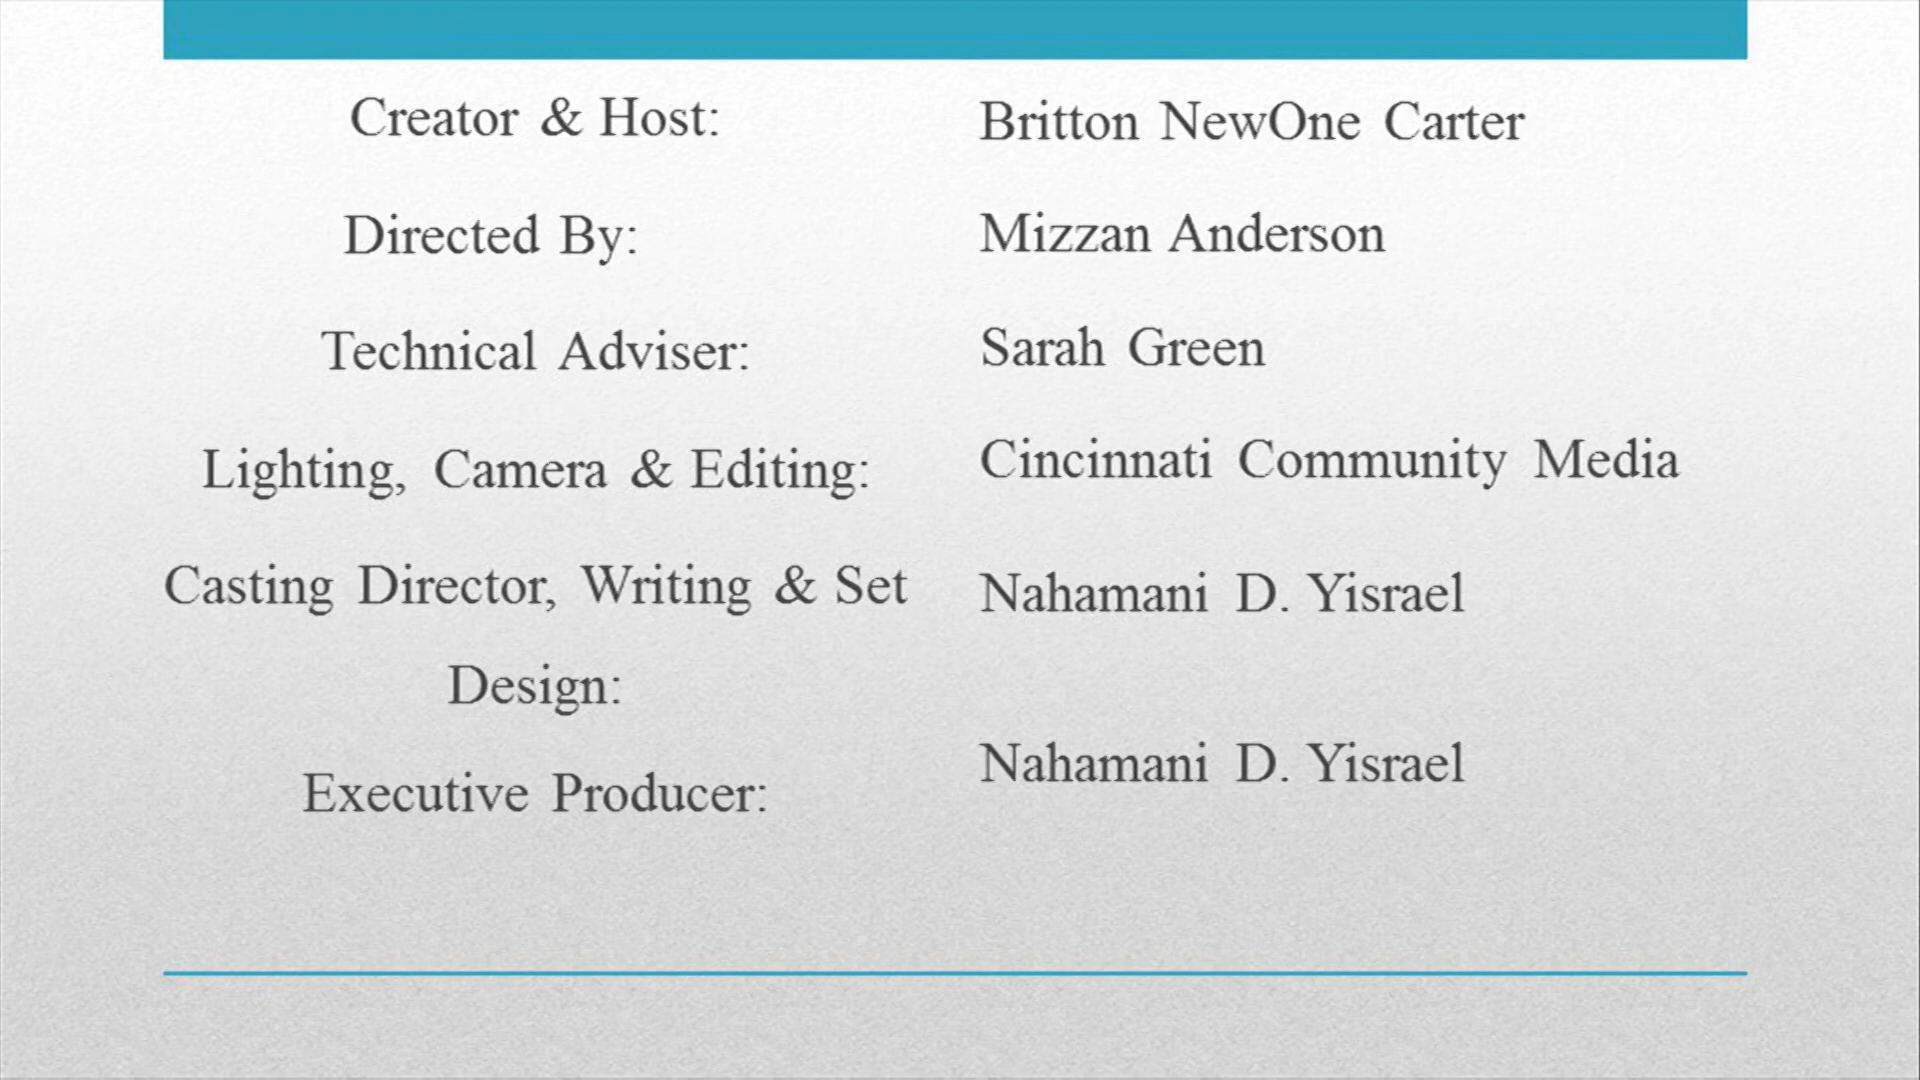 Creator & Host: Britton NewOne Carter
Directed By: Mizzan Anderson
Technical Adviser: Sarah Green
Lighting, Camera & Editing: Cincinnati Community Media
Casting Director, Writing & Set Nahamani D. Yisrael
Design:
Executive Producer: Nahamani D. Yisrael